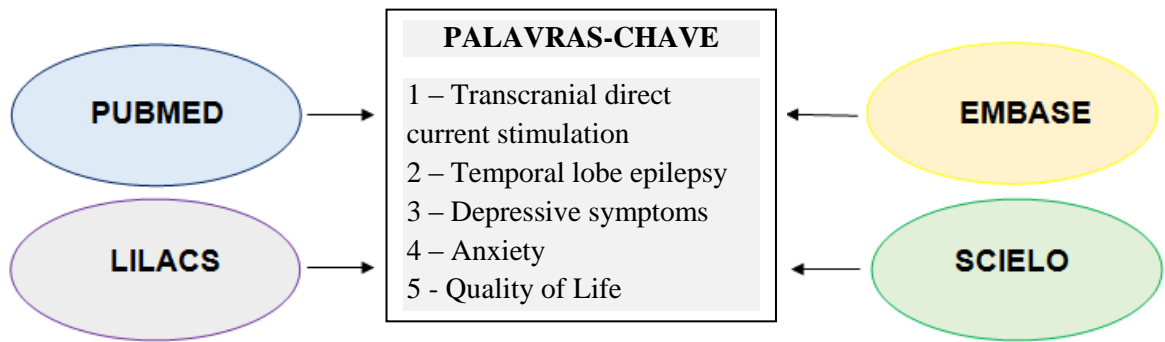 PALAVRAS-CHAVE
PUBMED
LILACS
1 – Transcranial direct
current stimulation
2 – Temporal lobe epilepsy
3 – Depressive symptoms
4 – Anxiety
5 - Quality of Life
EMBASE
SCIELO